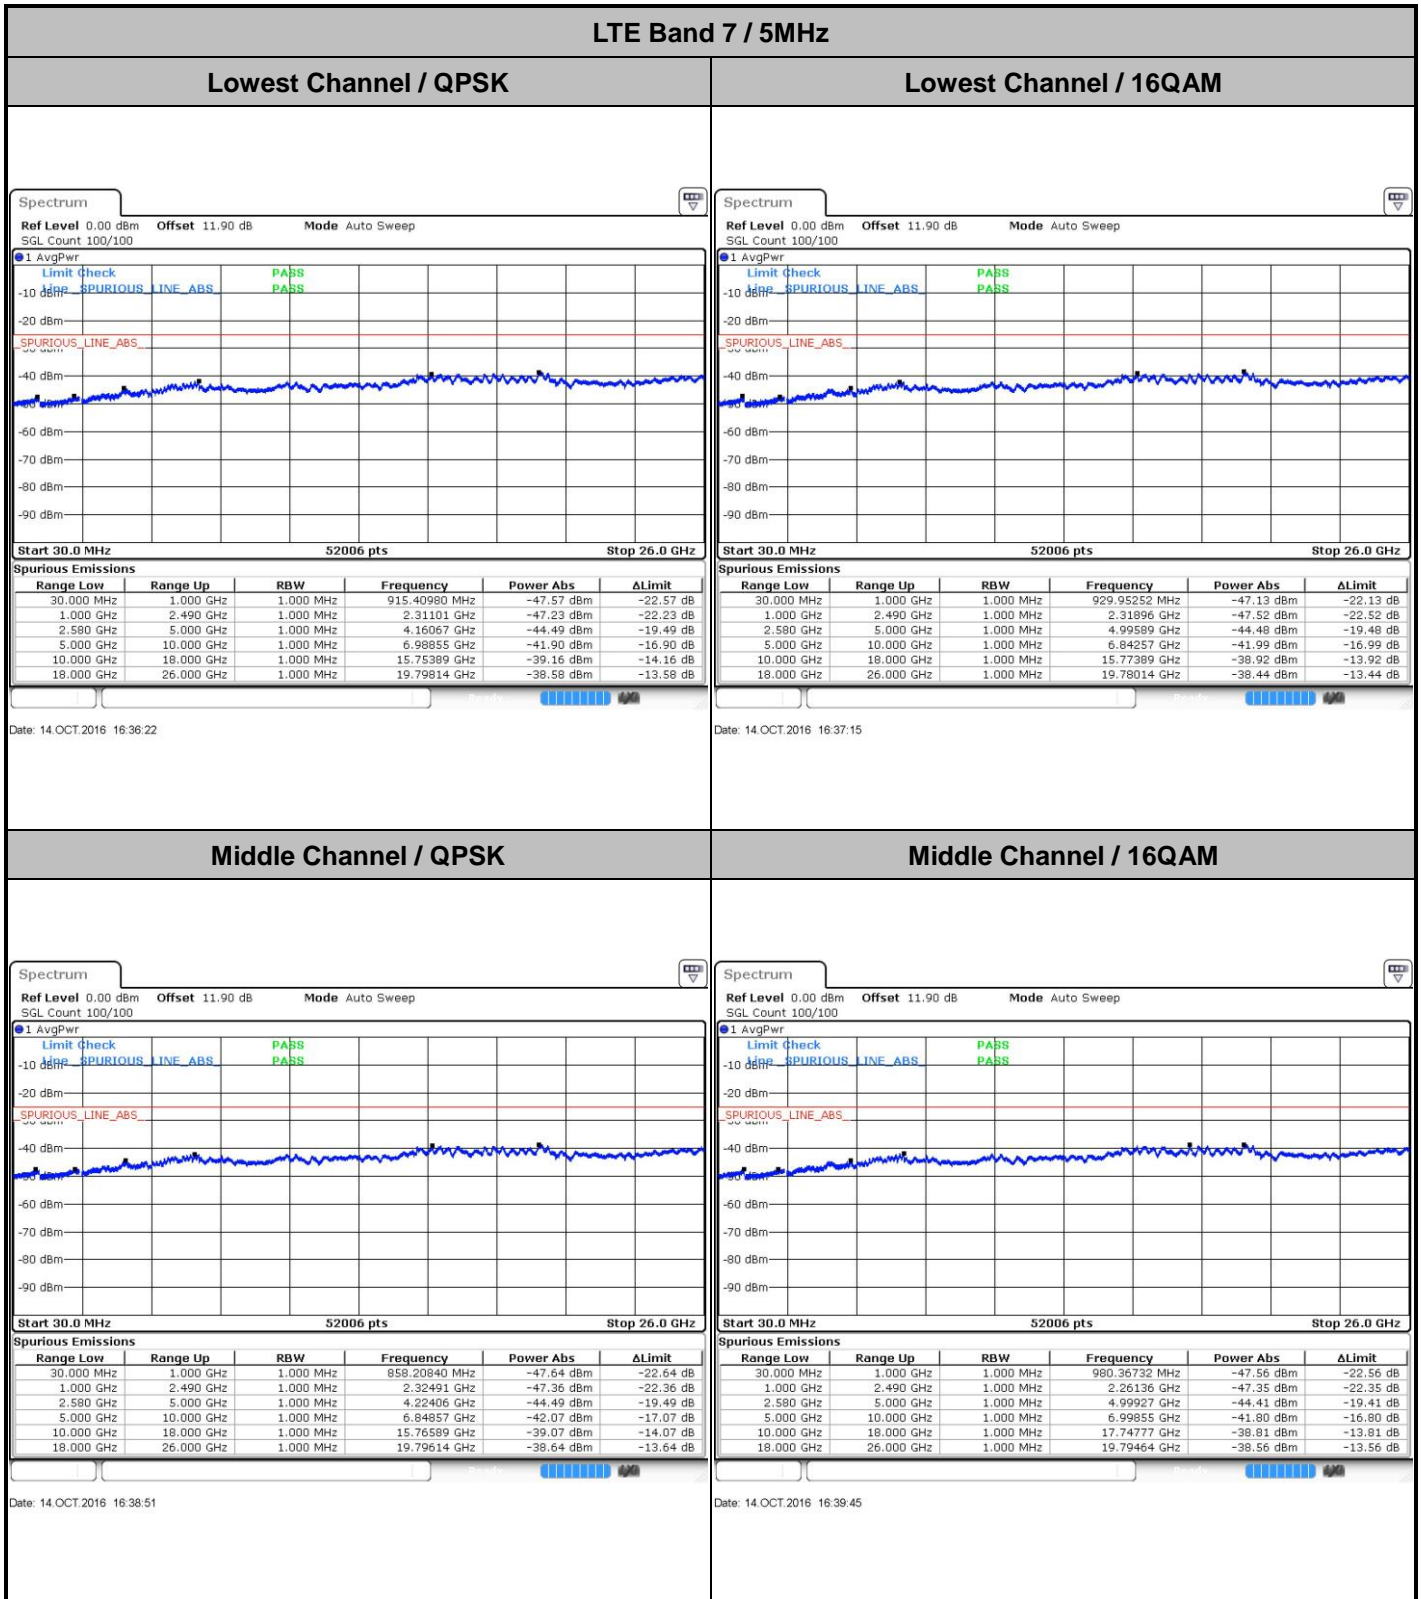 LTE Band 7 / 5MHz
Lowest Channel / QPSK
Lowest Channel / 16QAM
Spectrum
Ref Level 0.00 dBm Offset 11.90 dB Mode Auto Sweep
SGL Count 100/100
1 AvgPwr
Limit Check PASS
Line _SPURIOUS_LINE_ABS_ PASS
-10 dBm
-20 dBm
_SPURIOUS_LINE_ABS_
-30 dBm
-40 dBm
-50 dBm
-60 dBm
-70 dBm
-80 dBm
-90 dBm
Start 30.0 MHz 52006 pts Stop 26.0 GHz
Spurious Emissions
Range Low Range Up RBW Frequency Power Abs ΔLimit
30.000 MHz 1.000 GHz 1.000 MHz 915.40980 MHz -47.57 dBm -22.57 dB
1.000 GHz 2.490 GHz 1.000 MHz 2.31101 GHz -47.23 dBm -22.23 dB
2.580 GHz 5.000 GHz 1.000 MHz 4.16067 GHz -44.49 dBm -19.49 dB
5.000 GHz 10.000 GHz 1.000 MHz 6.98855 GHz -41.90 dBm -16.90 dB
10.000 GHz 18.000 GHz 1.000 MHz 15.75389 GHz -39.16 dBm -14.16 dB
18.000 GHz 26.000 GHz 1.000 MHz 19.79814 GHz -38.58 dBm -13.58 dB
Date: 14.OCT.2016 16:36:22
Spectrum
Ref Level 0.00 dBm Offset 11.90 dB Mode Auto Sweep
SGL Count 100/100
1 AvgPwr
Limit Check PASS
Line _SPURIOUS_LINE_ABS_ PASS
-10 dBm
-20 dBm
_SPURIOUS_LINE_ABS_
-30 dBm
-40 dBm
-50 dBm
-60 dBm
-70 dBm
-80 dBm
-90 dBm
Start 30.0 MHz 52006 pts Stop 26.0 GHz
Spurious Emissions
Range Low Range Up RBW Frequency Power Abs ΔLimit
30.000 MHz 1.000 GHz 1.000 MHz 929.95252 MHz -47.13 dBm -22.13 dB
1.000 GHz 2.490 GHz 1.000 MHz 2.31896 GHz -47.52 dBm -22.52 dB
2.580 GHz 5.000 GHz 1.000 MHz 4.99589 GHz -44.48 dBm -19.48 dB
5.000 GHz 10.000 GHz 1.000 MHz 6.84257 GHz -41.99 dBm -16.99 dB
10.000 GHz 18.000 GHz 1.000 MHz 15.77389 GHz -38.92 dBm -13.92 dB
18.000 GHz 26.000 GHz 1.000 MHz 19.78014 GHz -38.44 dBm -13.44 dB
Date: 14.OCT.2016 16:37:15
Middle Channel / QPSK
Middle Channel / 16QAM
Spectrum
Ref Level 0.00 dBm Offset 11.90 dB Mode Auto Sweep
SGL Count 100/100
1 AvgPwr
Limit Check PASS
Line _SPURIOUS_LINE_ABS_ PASS
-10 dBm
-20 dBm
_SPURIOUS_LINE_ABS_
-30 dBm
-40 dBm
-50 dBm
-60 dBm
-70 dBm
-80 dBm
-90 dBm
Start 30.0 MHz 52006 pts Stop 26.0 GHz
Spurious Emissions
Range Low Range Up RBW Frequency Power Abs ΔLimit
30.000 MHz 1.000 GHz 1.000 MHz 858.20840 MHz -47.64 dBm -22.64 dB
1.000 GHz 2.490 GHz 1.000 MHz 2.32491 GHz -47.36 dBm -22.36 dB
2.580 GHz 5.000 GHz 1.000 MHz 4.22406 GHz -44.49 dBm -19.49 dB
5.000 GHz 10.000 GHz 1.000 MHz 6.84857 GHz -42.07 dBm -17.07 dB
10.000 GHz 18.000 GHz 1.000 MHz 15.76589 GHz -39.07 dBm -14.07 dB
18.000 GHz 26.000 GHz 1.000 MHz 19.79614 GHz -38.64 dBm -13.64 dB
Date: 14.OCT.2016 16:38:51
Spectrum
Ref Level 0.00 dBm Offset 11.90 dB Mode Auto Sweep
SGL Count 100/100
1 AvgPwr
Limit Check PASS
Line _SPURIOUS_LINE_ABS_ PASS
-10 dBm
-20 dBm
_SPURIOUS_LINE_ABS_
-30 dBm
-40 dBm
-50 dBm
-60 dBm
-70 dBm
-80 dBm
-90 dBm
Start 30.0 MHz 52006 pts Stop 26.0 GHz
Spurious Emissions
Range Low Range Up RBW Frequency Power Abs ΔLimit
30.000 MHz 1.000 GHz 1.000 MHz 980.36732 MHz -47.56 dBm -22.56 dB
1.000 GHz 2.490 GHz 1.000 MHz 2.26136 GHz -47.35 dBm -22.35 dB
2.580 GHz 5.000 GHz 1.000 MHz 4.99927 GHz -44.41 dBm -19.41 dB
5.000 GHz 10.000 GHz 1.000 MHz 6.99855 GHz -41.80 dBm -16.80 dB
10.000 GHz 18.000 GHz 1.000 MHz 17.74777 GHz -38.81 dBm -13.81 dB
18.000 GHz 26.000 GHz 1.000 MHz 19.79464 GHz -38.56 dBm -13.56 dB
Date: 14.OCT.2016 16:39:45